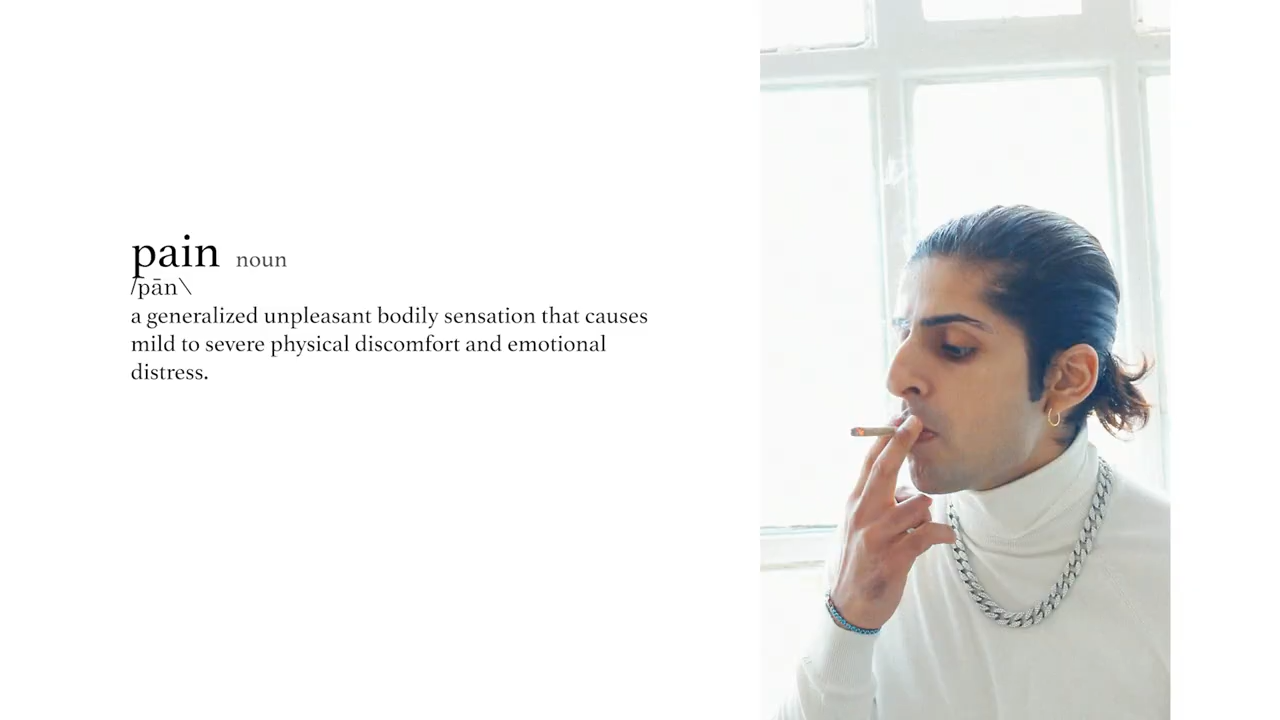 pain noun
/pān\
a generalized unpleasant bodily sensation that causes
mild to severe physical discomfort and emotional
distress.